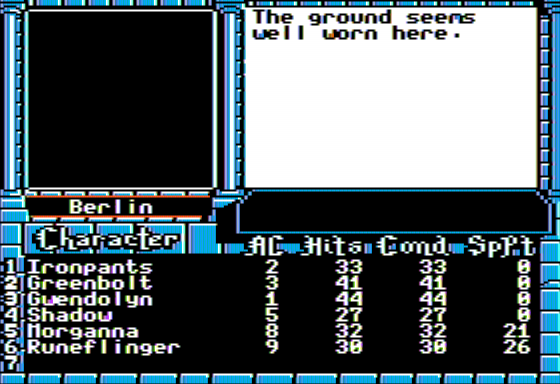 The ground seems
well worn here.
Berlin
Character AC Hits Cond SpPt
1 Ironpants 2 33 33 0
2 Greenbolt 3 41 41 0
3 Gwendolyn 1 44 44 0
4 Shadow 5 27 27 0
5 Morganna 8 32 32 21
6 Runeflinger 9 30 30 26
7